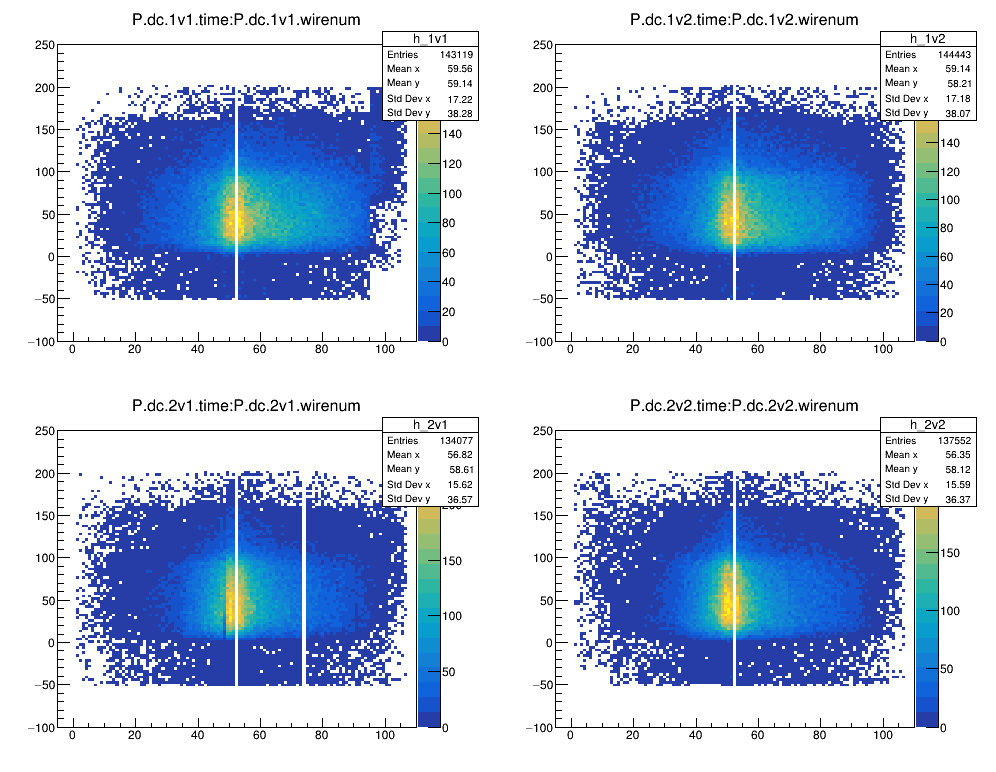 P.dc.1v1.time:P.dc.1v1.wirenum
h_1v1
Entries 143119
Mean x 59.56
Mean y 59.14
Std Dev x 17.22
Std Dev y 38.28
250
200
150
100
50
0
−50
−100
0 20 40 60 80 100
140
120
100
80
60
40
20
0
P.dc.1v2.time:P.dc.1v2.wirenum
h_1v2
Entries 144443
Mean x 59.14
Mean y 58.21
Std Dev x 17.18
Std Dev y 38.07
250
200
150
100
50
0
−50
−100
0 20 40 60 80 100
140
120
100
80
60
40
20
0
P.dc.2v1.time:P.dc.2v1.wirenum
h_2v1
Entries 134077
Mean x 56.82
Mean y 58.61
Std Dev x 15.62
Std Dev y 36.57
250
200
150
100
50
0
−50
−100
0 20 40 60 80 100
150
100
50
0
P.dc.2v2.time:P.dc.2v2.wirenum
h_2v2
Entries 137552
Mean x 56.35
Mean y 58.12
Std Dev x 15.59
Std Dev y 36.37
250
200
150
100
50
0
−50
−100
0 20 40 60 80 100
150
100
50
0